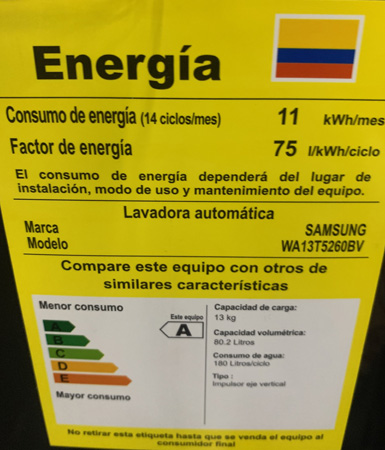 Energía
Consumo de energía (14 ciclos/mes) 11 kWh/mes
Factor de energía 75 l/kWh/ciclo
El consumo de energía dependerá del lugar de
instalación, modo de uso y mantenimiento del equipo.
Lavadora automática
Marca SAMSUNG
Modelo WA13T5260BV
Compare este equipo con otros de
similares características
Menor consumo
A
B
C
D
E
Mayor consumo
Este equipo
A
Capacidad de carga:
13 kg
Capacidad volumétrica:
80.2 Litros
Consumo de agua:
180 Litros/ciclo
Tipo :
Impulsor eje vertical
No retirar esta etiqueta hasta que se venda el equipo al
consumidor final